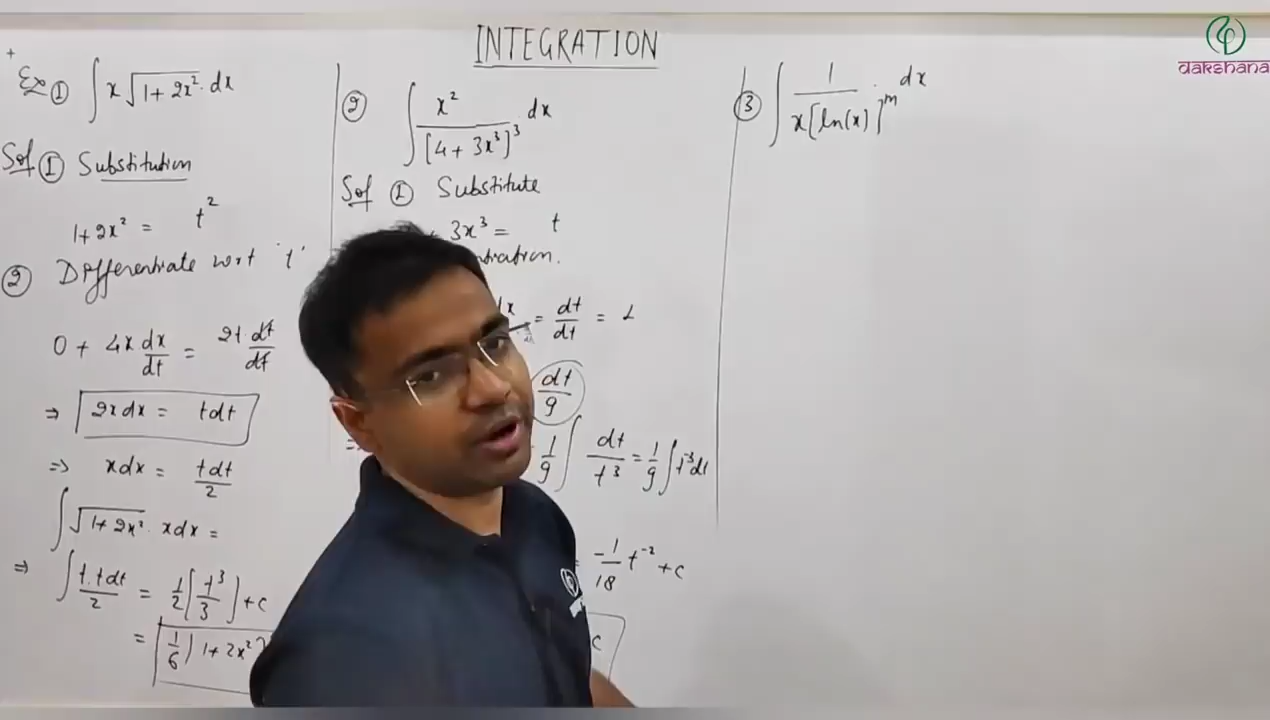 INTEGRATION
dakshana
Ex ① ∫ x √(1 + 2x²) · dx
Sol ① Substitution
1 + 2x² = t²
② Differentiate wrt 't'
0 + 4x dx/dt = 2t dt/dt
⇒ 2x dx = t dt
⇒ x dx = t dt / 2
∫ √(1 + 2x²) · x dx =
⇒ ∫ t · t dt / 2 = 1/2 [t³/3] + c
= (1/6) 1 + 2x²
② ∫ x² / [4 + 3x³]³ dx
Sol ① Substitute
3x³ = t
= dt/dt = 1
dt/9
1/9 ∫ dt/t³ = 1/9 ∫ t⁻³ dt
-1/18 t⁻² + c
c
③ ∫ 1 / x[ln(x)]^m dx